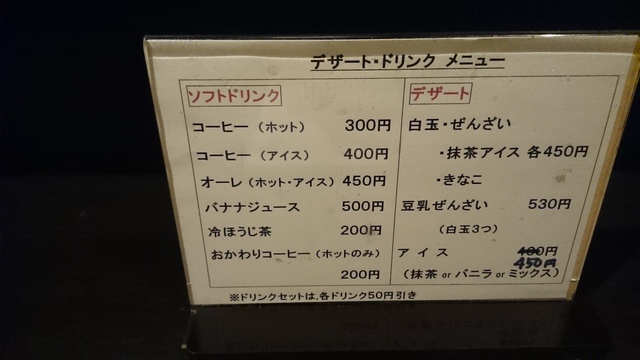 デザート・ドリンク メニュー
ソフトドリンク
コーヒー（ホット） 300円
コーヒー（アイス） 400円
オーレ（ホット・アイス） 450円
バナナジュース 500円
冷ほうじ茶 200円
おかわりコーヒー（ホットのみ）
200円
デザート
白玉・ぜんざい
・抹茶アイス 各450円
・きなこ
豆乳ぜんざい 530円
（白玉3つ）
アイス 400円
450円
（抹茶 or バニラ or ミックス）
※ドリンクセットは、各ドリンク50円引き